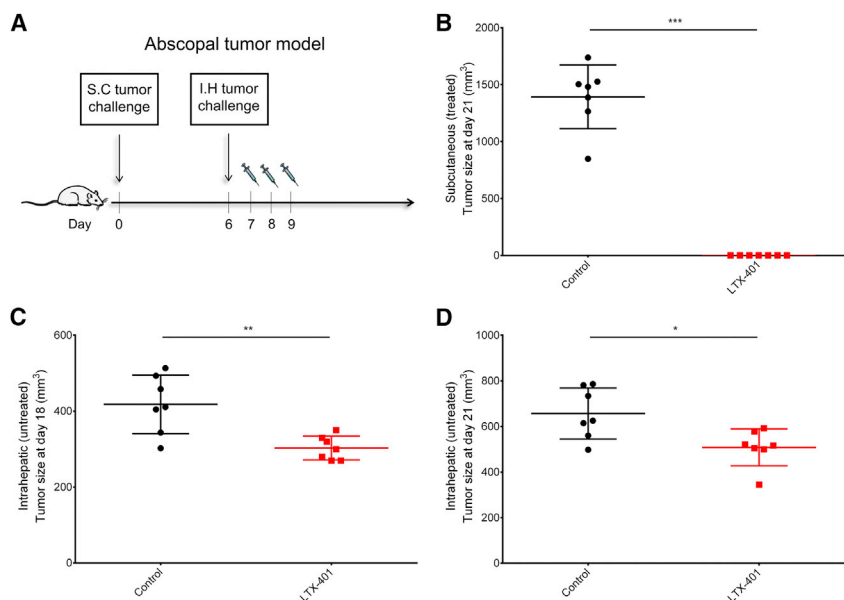 A
Abscopal tumor model
S.C tumor
challenge
I.H tumor
challenge
Day
0
6
7
8
9
B
Subcutaneous (treated)
Tumor size at day 21 (mm³)
2000
1500
1000
500
0
***
Control
LTX-401
C
Intrahepatic (untreated)
Tumor size at day 18 (mm³)
600
400
200
0
**
Control
LTX-401
D
Intrahepatic (untreated)
Tumor size at day 21 (mm³)
1000
800
600
400
200
0
*
Control
LTX-401